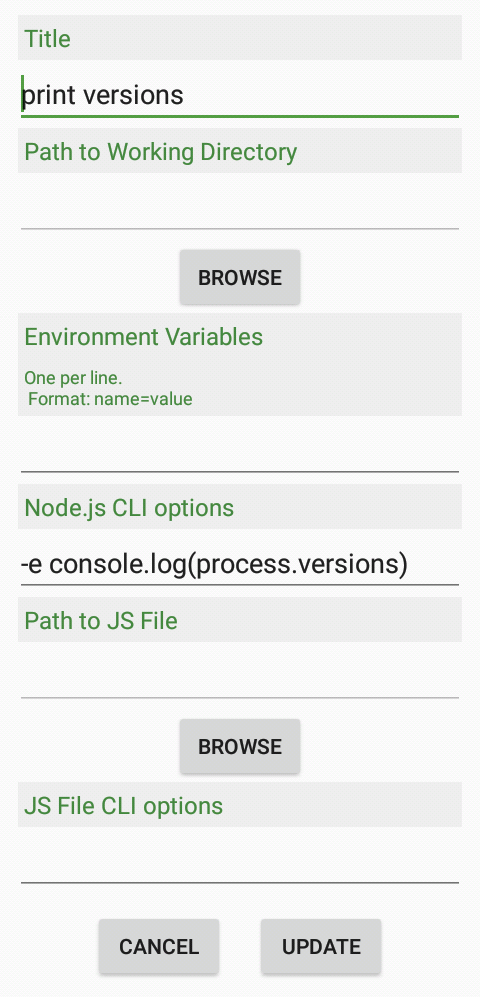 Title
print versions
Path to Working Directory
BROWSE
Environment Variables
One per line.
Format: name=value
Node.js CLI options
-e console.log(process.versions)
Path to JS File
BROWSE
JS File CLI options
CANCEL UPDATE